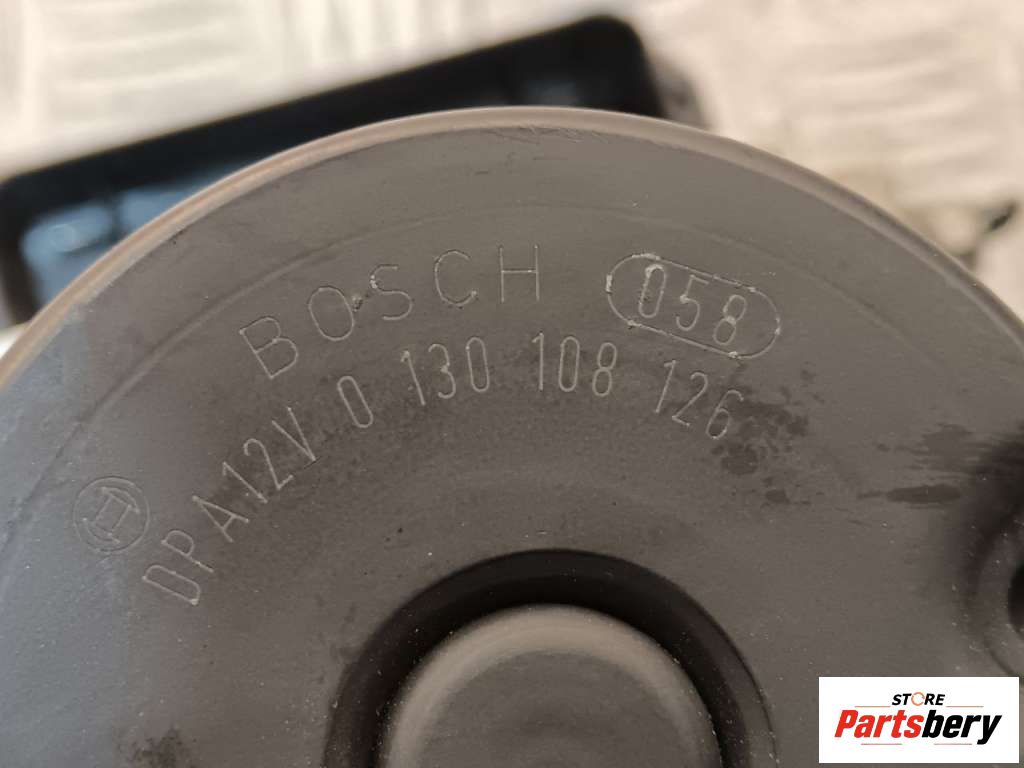 BOSCH 058
DPA12V 0 130 108 126
STORE
Partsbery